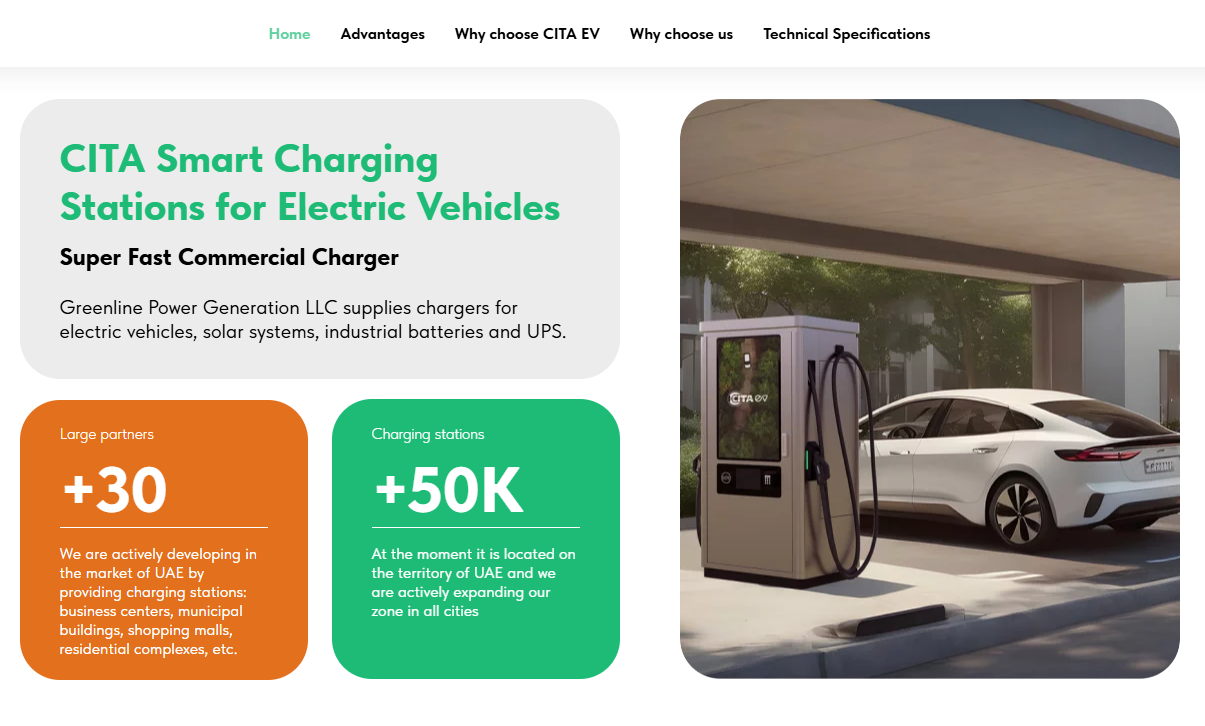 Home Advantages Why choose CITA EV Why choose us Technical Specifications
CITA Smart Charging
Stations for Electric Vehicles
Super Fast Commercial Charger
Greenline Power Generation LLC supplies chargers for
electric vehicles, solar systems, industrial batteries and UPS.
Large partners
+30
We are actively developing in
the market of UAE by
providing charging stations:
business centers, municipal
buildings, shopping malls,
residential complexes, etc.
Charging stations
+50K
At the moment it is located on
the territory of UAE and we
are actively expanding our
zone in all cities
CITA EV